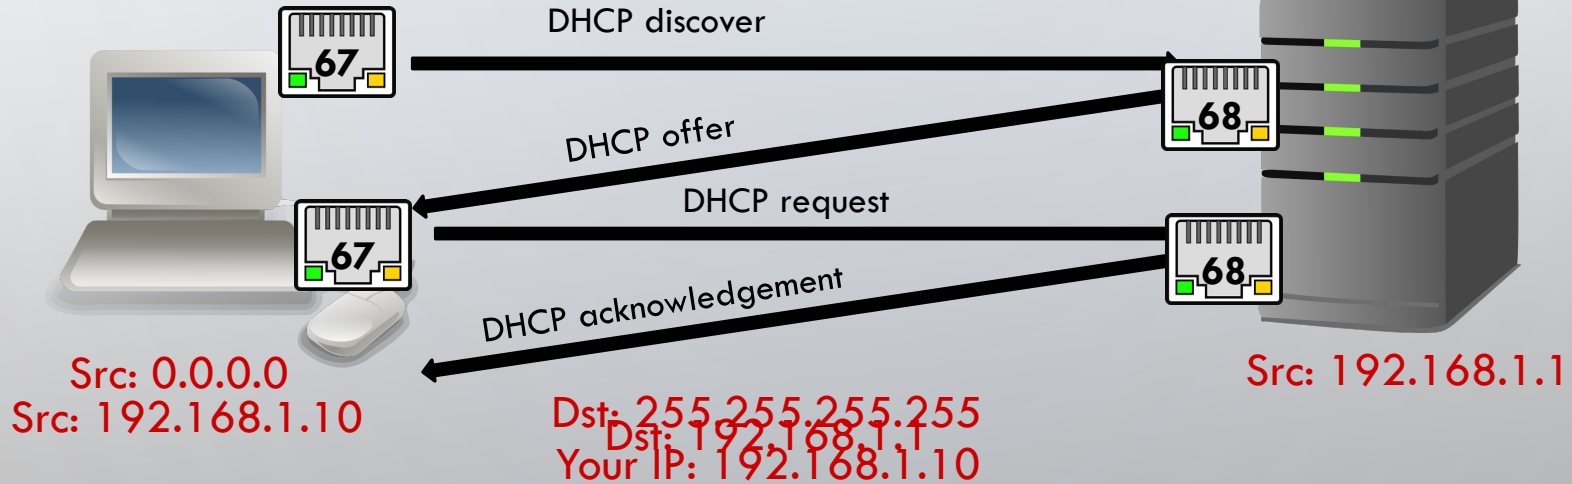 DHCP discover
67
68
DHCP offer
DHCP request
67
68
DHCP acknowledgement
Src: 0.0.0.0
Src: 192.168.1.10
Src: 192.168.1.1
Dst: 255.255.255.255
Dst: 192.168.1.1
Your IP: 192.168.1.10